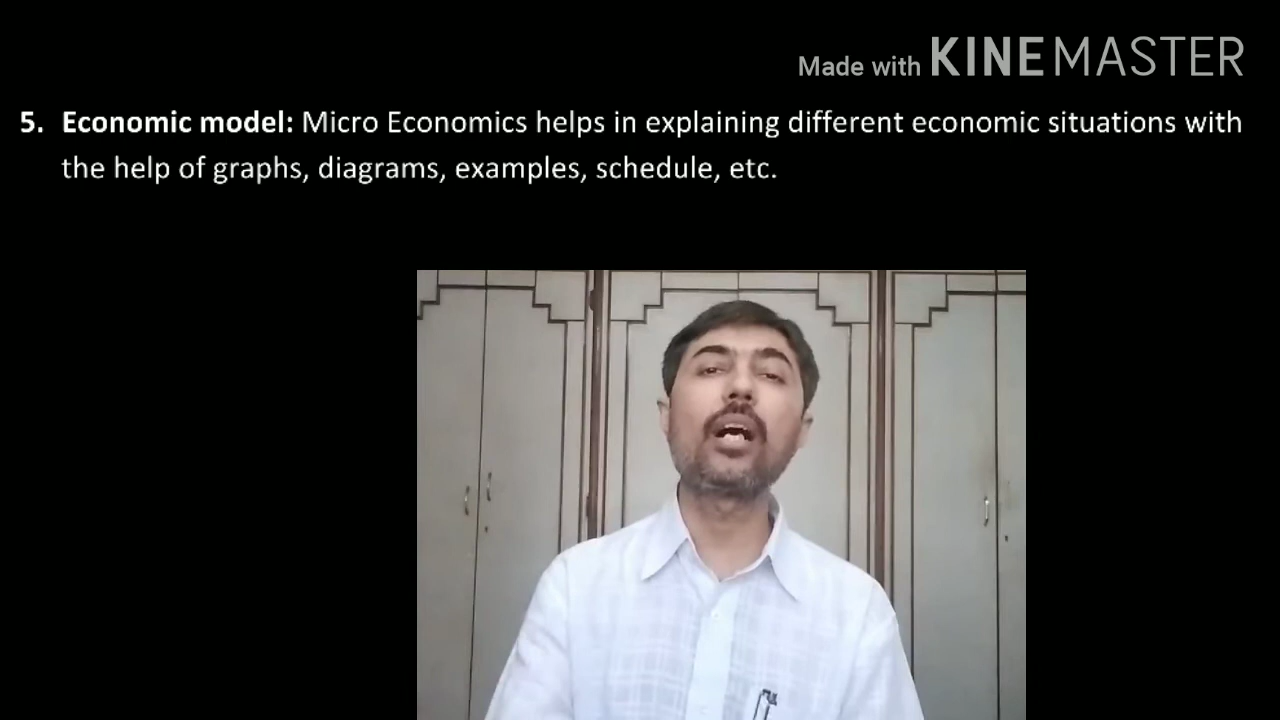 Made with KINEMASTER
5. Economic model: Micro Economics helps in explaining different economic situations with
the help of graphs, diagrams, examples, schedule, etc.